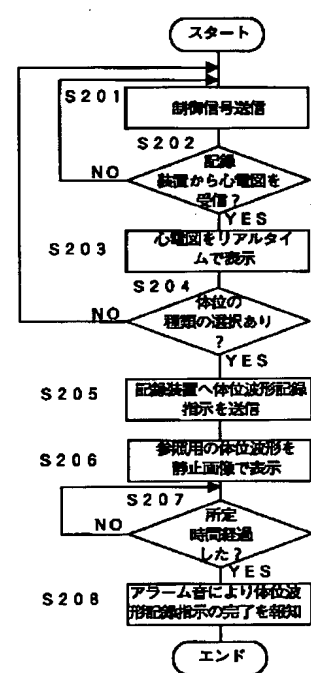 スタート
S201
制御信号送信
S202
記録
装置から心電図を
受信?
NO
YES
S203
心電図をリアルタイ
ムで表示
S204
体位の
種類の選択あり
?
NO
YES
S205
記録装置へ体位波形記録
指示を送信
S206
参照用の体位波形を
静止画像で表示
S207
所定
時間経過
した?
NO
YES
S208
アラーム音により体位波
形記録指示の完了を報知
エンド